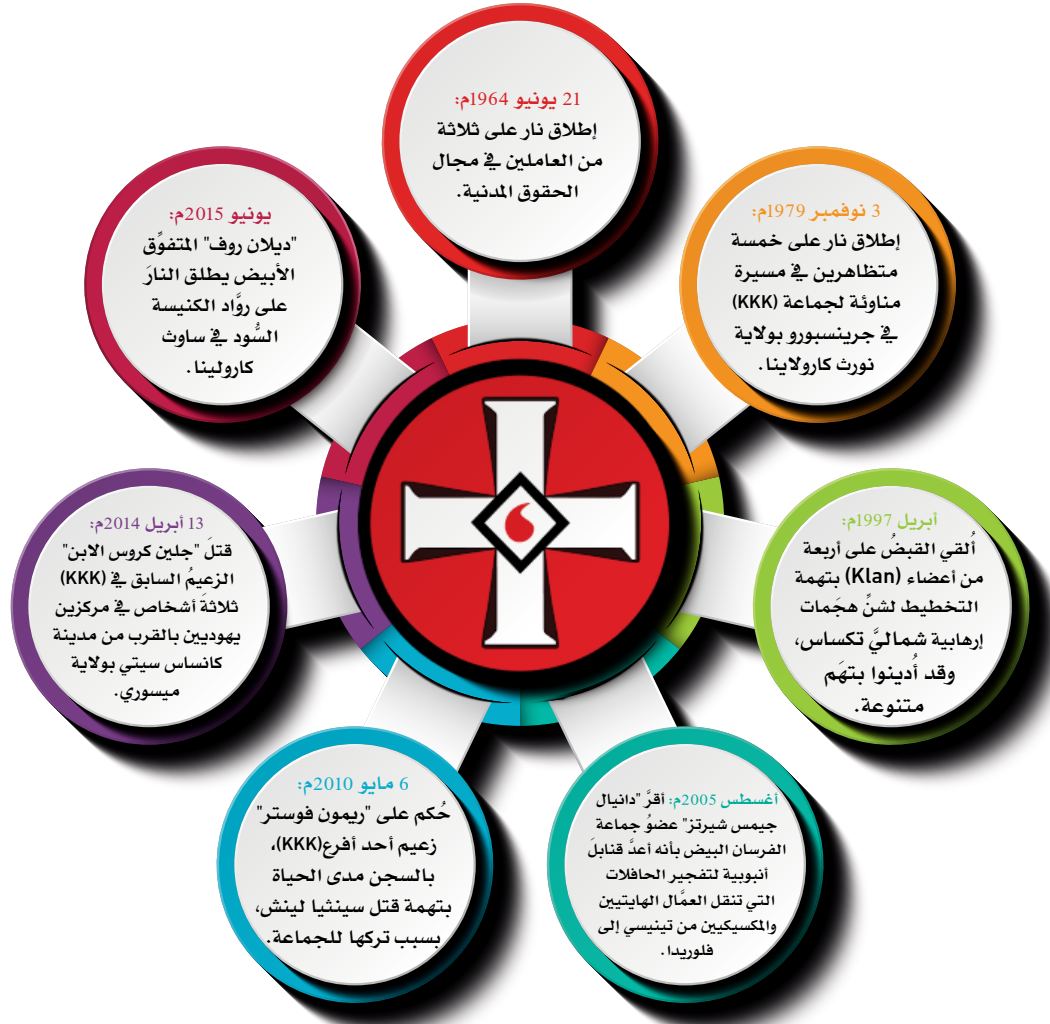 21 يونيو 1964م:
إطلاق نار على ثلاثة
من العاملين في مجال
الحقوق المدنية.
3 نوفمبر 1979م:
إطلاق نار على خمسة
متظاهرين في مسيرة
مناوئة لجماعة (KKK)
في جرينسبورو بولاية
نورث كارولاينا.
أبريل 1997م:
أُلقي القبضُ على أربعة
من أعضاء (Klan) بتهمة
التخطيط لشنِّ هجَمات
إرهابية شماليَّ تكساس،
وقد أُدينوا بتهَم
متنوعة.
أغسطس 2005م: أقرَّ "دانيال
جيمس شيرتز" عضوُ جماعة
الفرسان البيض بأنه أعدَّ قنابلَ
أنبوبية لتفجير الحافلات
التي تنقل العمَّال الهايتيين
والمكسيكيين من تينيسي إلى
فلوريدا.
6 مايو 2010م:
حُكم على "ريمون فوستر"
زعيم أحد أفرع(KKK)،
بالسجن مدى الحياة
بتهمة قتل سينثيا لينش،
بسبب تركها للجماعة.
13 أبريل 2014م:
قتلَ "جلين كروس الابن"
الزعيمُ السابق في (KKK)
ثلاثةَ أشخاص في مركزين
يهوديين بالقرب من مدينة
كانساس سيتي بولاية
ميسوري.
يونيو 2015م:
"ديلان روف" المتفوِّق
الأبيض يطلق النارَ
على روَّاد الكنيسة
السُّود في ساوث
كارولينا.